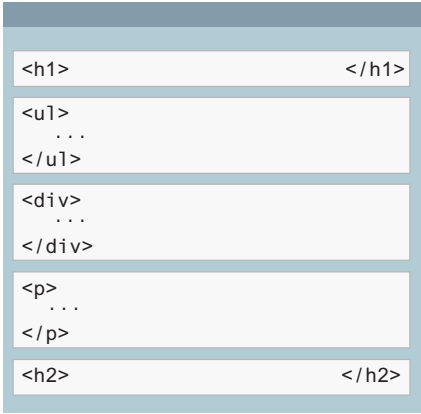 <h1> </h1>
<ul>
...
</ul>
<div>
...
</div>
<p>
...
</p>
<h2> </h2>